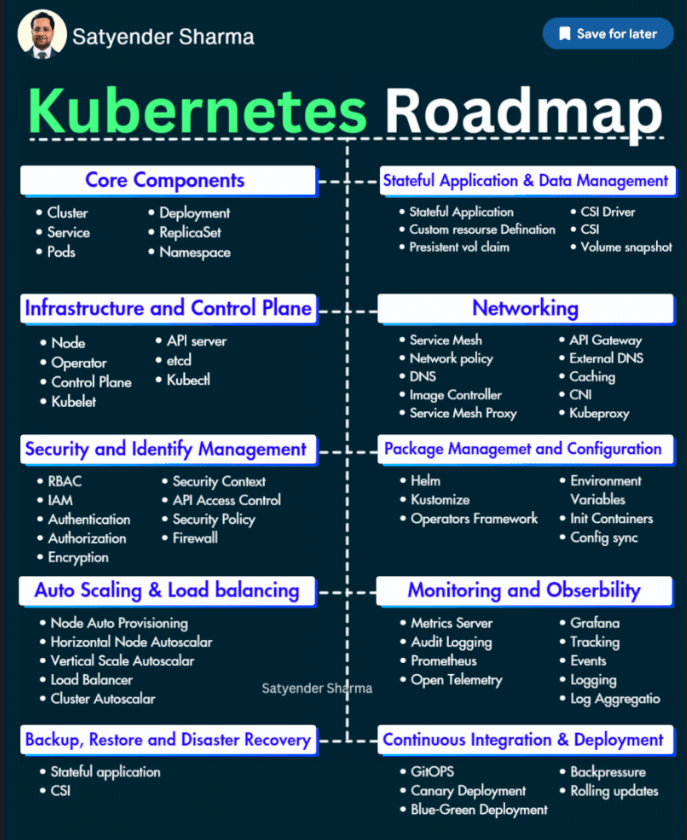 Satyender Sharma
Save for later
Kubernetes Roadmap
Core Components
• Cluster
• Service
• Pods
• Deployment
• ReplicaSet
• Namespace
Stateful Application & Data Management
• Stateful Application
• Custom resourse Defination
• Presistent vol claim
• CSI Driver
• CSI
• Volume snapshot
Infrastructure and Control Plane
• Node
• Operator
• Control Plane
• Kubelet
• API server
• etcd
• Kubectl
Networking
• Service Mesh
• Network policy
• DNS
• Image Controller
• Service Mesh Proxy
• API Gateway
• External DNS
• Caching
• CNI
• Kubeproxy
Security and Identify Management
• RBAC
• IAM
• Authentication
• Authorization
• Encryption
• Security Context
• API Access Control
• Security Policy
• Firewall
Package Managemet and Configuration
• Helm
• Kustomize
• Operators Framework
• Environment
Variables
• Init Containers
• Config sync
Auto Scaling & Load balancing
• Node Auto Provisioning
• Horizontal Node Autoscalar
• Vertical Scale Autoscalar
• Load Balancer
• Cluster Autoscalar
Monitoring and Obserbility
• Metrics Server
• Audit Logging
• Prometheus
• Open Telemetry
• Grafana
• Tracking
• Events
• Logging
• Log Aggregatio
Satyender Sharma
Backup, Restore and Disaster Recovery
• Stateful application
• CSI
Continuous Integration & Deployment
• GitOPS
• Canary Deployment
• Blue-Green Deployment
• Backpressure
• Rolling updates